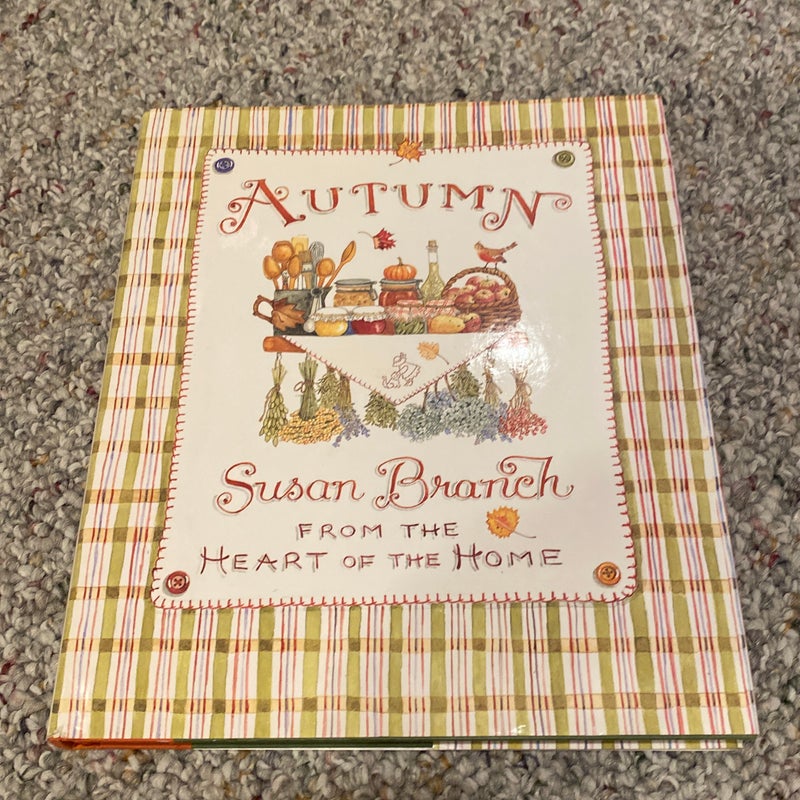 AUTUMN
Susan Branch
FROM THE
HEART OF THE HOME